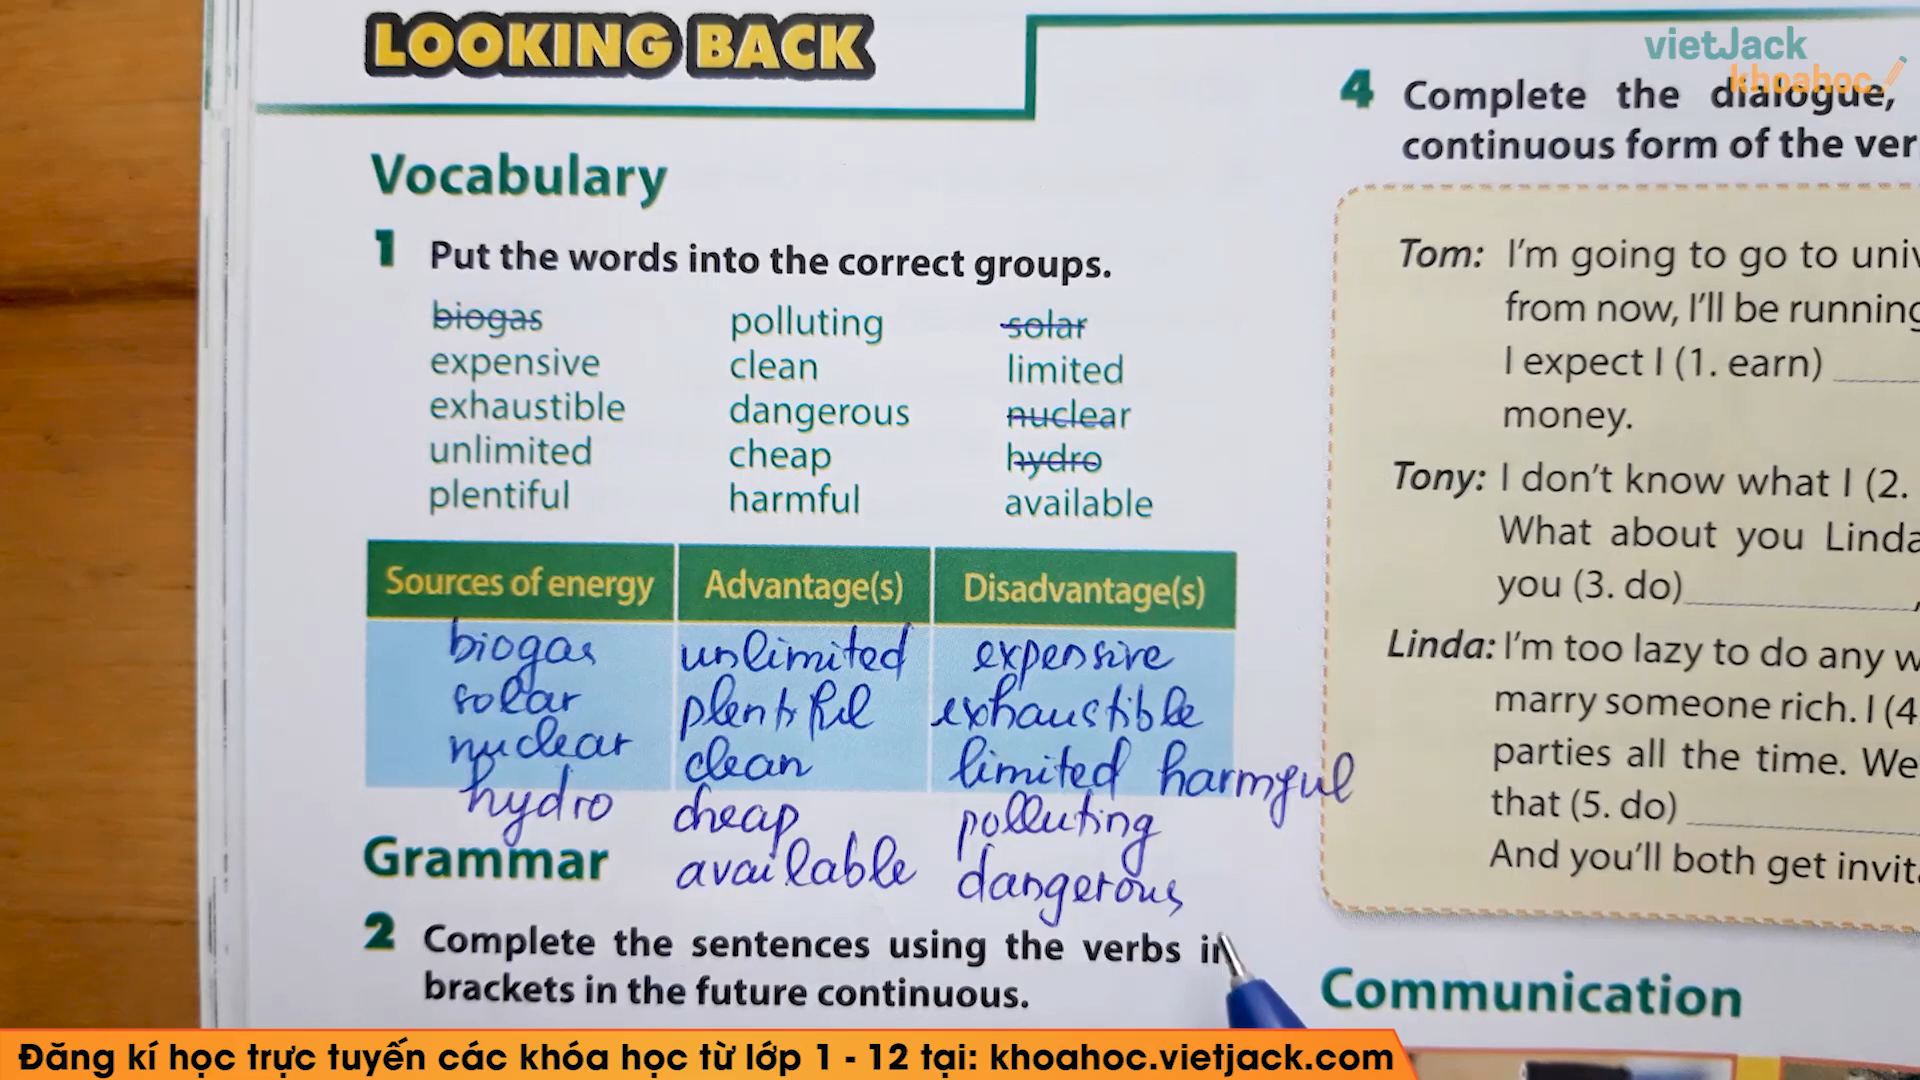 LOOKING BACK
Vocabulary
1 Put the words into the correct groups.
biogas polluting solar
expensive clean limited
exhaustible dangerous nuclear
unlimited cheap hydro
plentiful harmful available
Sources of energy Advantage(s) Disadvantage(s)
biogas unlimited expensive
solar plentiful exhaustible
nuclear clean limited harmful
hydro cheap polluting
available dangerous
Grammar
2 Complete the sentences using the verbs in
brackets in the future continuous.
vietJack
khoahoc
4 Complete the dialogue,
continuous form of the ver
Tom: I'm going to go to univ
from now, I'll be running
I expect I (1. earn) ____
money.
Tony: I don't know what I (2.
What about you Linda
you (3. do)____________,
Linda: I'm too lazy to do any w
marry someone rich. I (4
parties all the time. We
that (5. do) ____________
And you'll both get invita
Communication
Đăng kí học trực tuyến các khóa học từ lớp 1 - 12 tại: khoahoc.vietjack.com